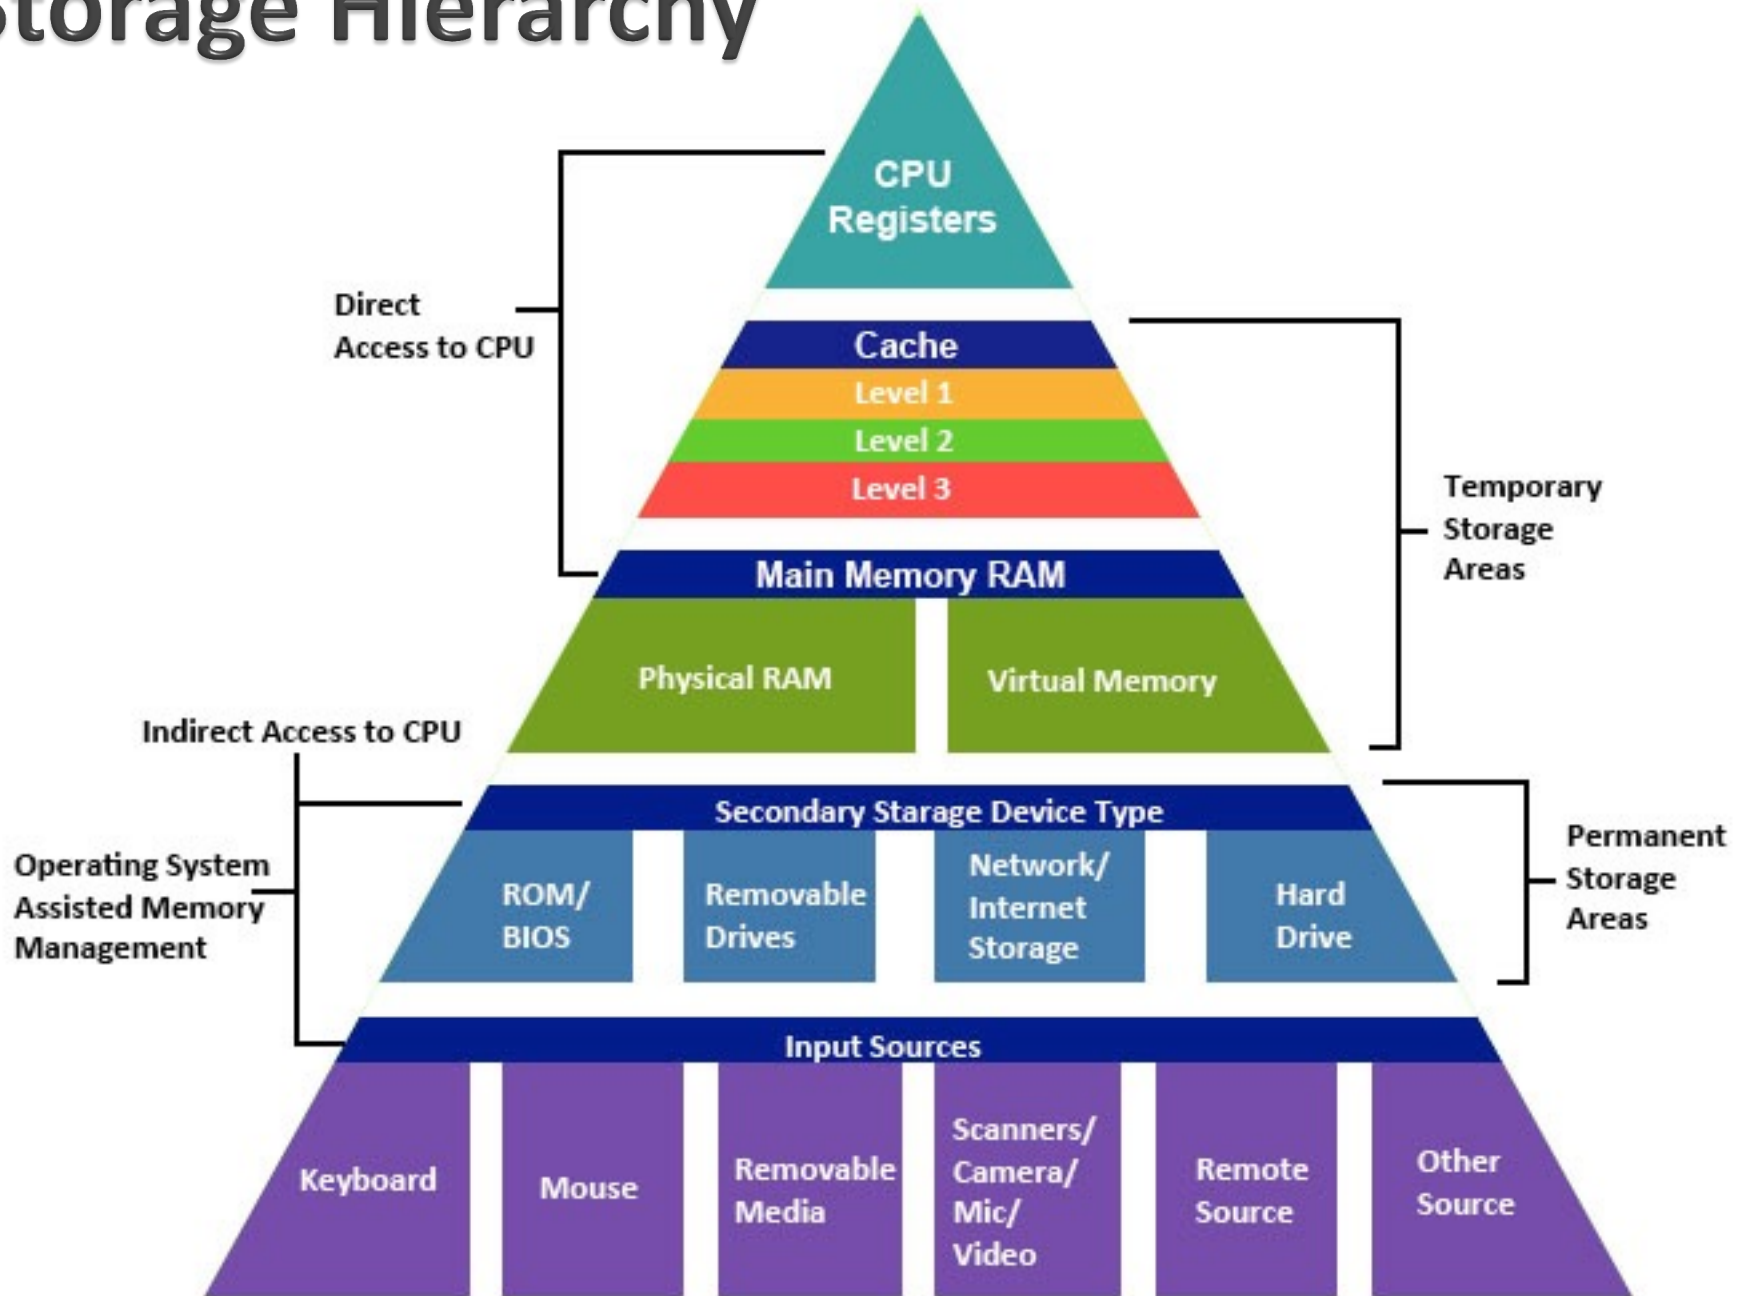 Storage Hierarchy
CPU
Registers
Direct
Access to CPU
Cache
Level 1
Level 2
Level 3
Temporary
Storage
Areas
Main Memory RAM
Physical RAM
Virtual Memory
Indirect Access to CPU
Secondary Starage Device Type
Operating System
Assisted Memory
Management
ROM/
BIOS
Removable
Drives
Network/
Internet
Storage
Hard
Drive
Permanent
Storage
Areas
Input Sources
Keyboard
Mouse
Removable
Media
Scanners/
Camera/
Mic/
Video
Remote
Source
Other
Source